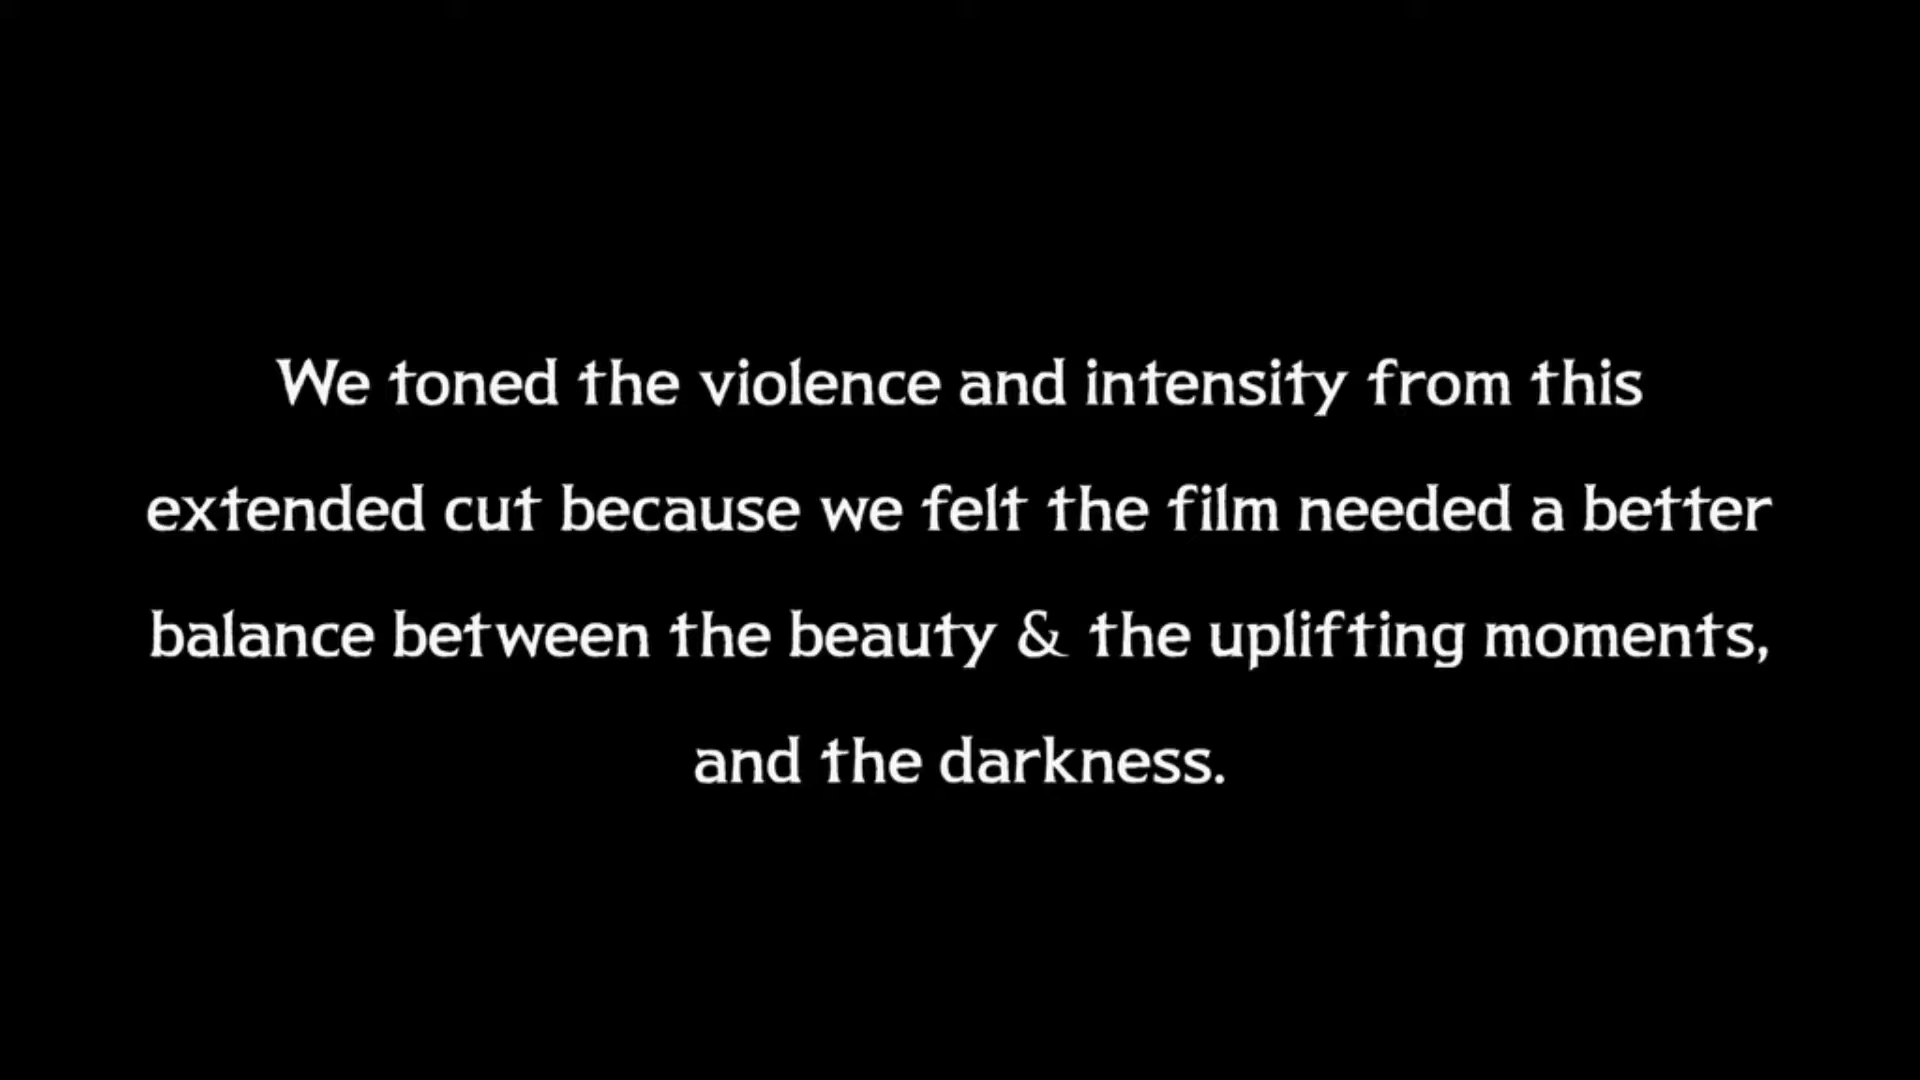 We toned the violence and intensity from this
extended cut because we felt the film needed a better
balance between the beauty & the uplifting moments,
and the darkness.